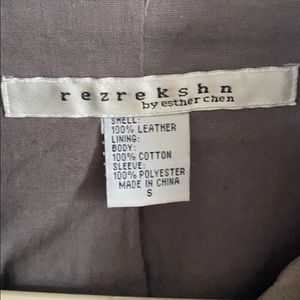 rezrekshn
by esther chen
SHELL:
100% LEATHER
LINING:
BODY:
100% COTTON
SLEEVE:
100% POLYESTER
MADE IN CHINA
S